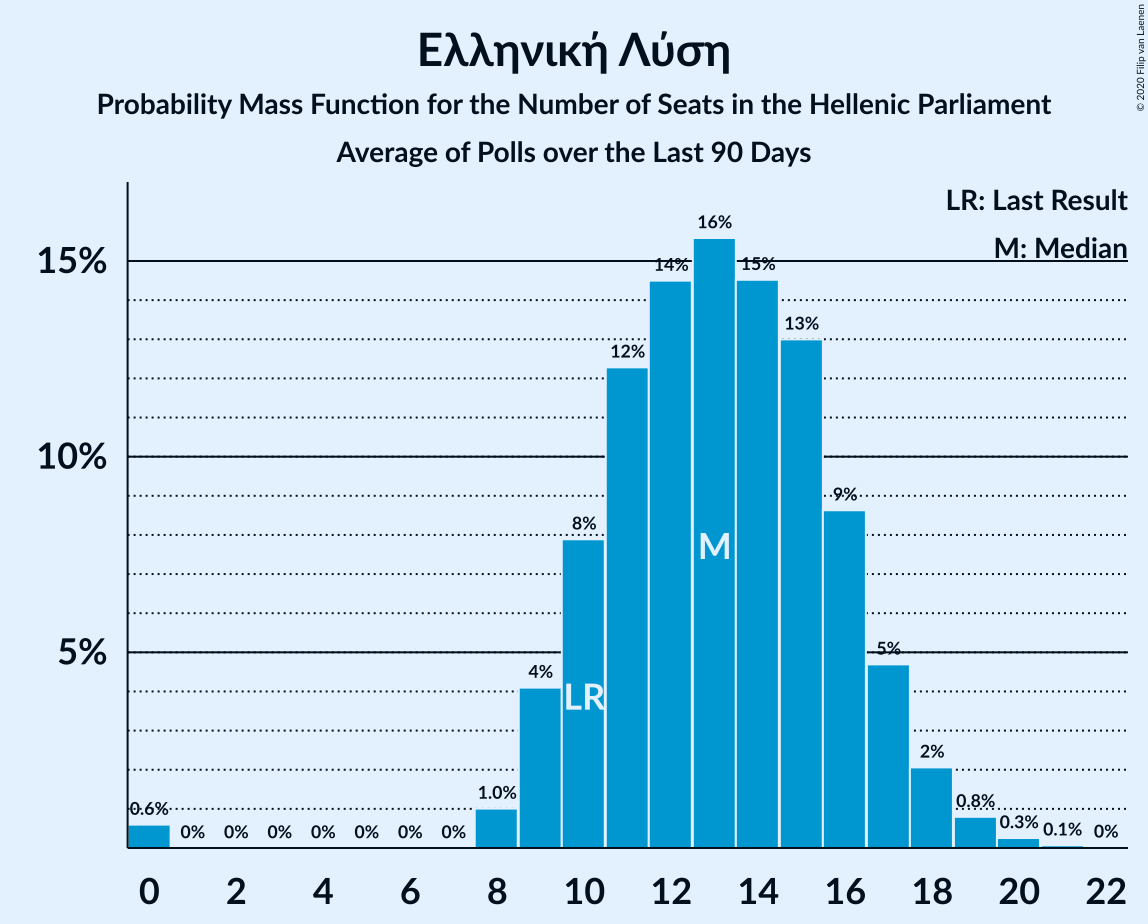 Ελληνική Λύση
Probability Mass Function for the Number of Seats in the Hellenic Parliament
Average of Polls over the Last 90 Days
© 2020 Filip van Laenen
LR: Last Result
M: Median
15%
10%
5%
0.6%
0%
0%
0%
0%
0%
0%
0%
1.0%
4%
8%
12%
14%
16%
15%
13%
9%
5%
2%
0.8%
0.3%
0.1%
0%
LR
M
0 2 4 6 8 10 12 14 16 18 20 22